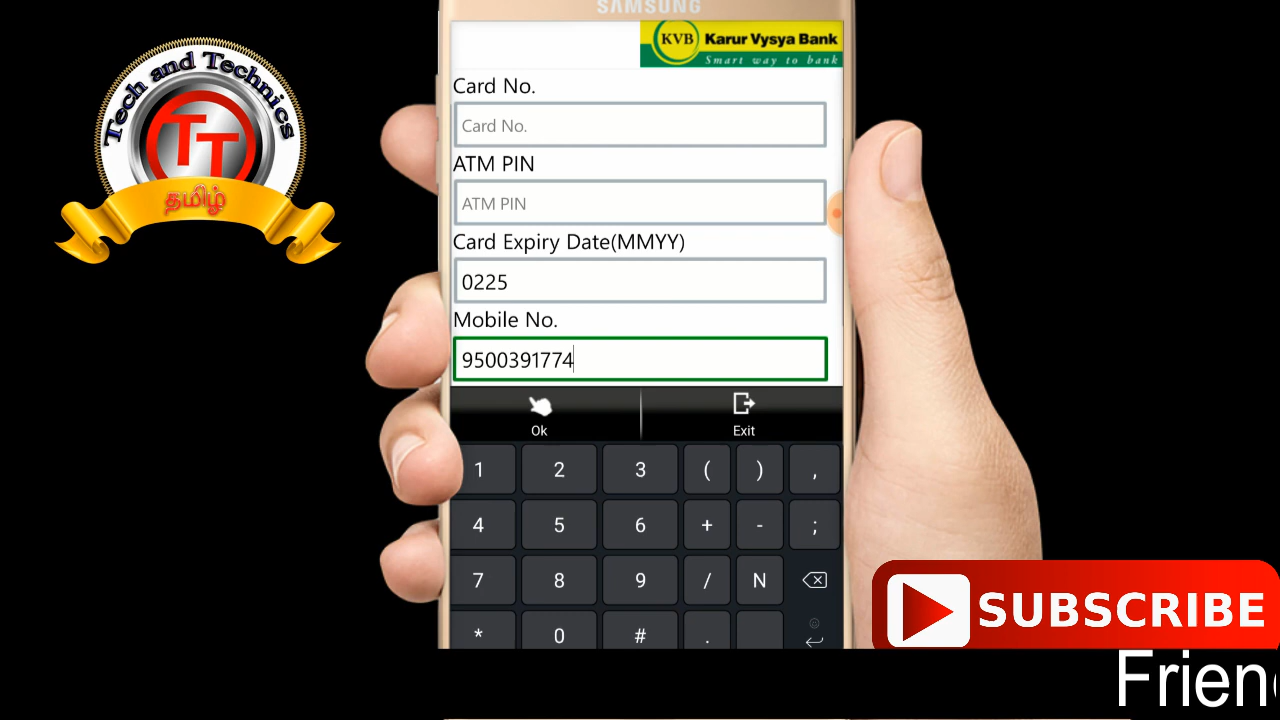 SAMSUNG
KVB Karur Vysya Bank
Smart way to bank
Tech and Technics
TT
தமிழ்
Card No.
Card No.
ATM PIN
ATM PIN
Card Expiry Date(MMYY)
0225
Mobile No.
9500391774
Ok Exit
1 2 3 ( ) ,
4 5 6 + - ;
7 8 9 / N
* 0 # .
SUBSCRIBE
Frien